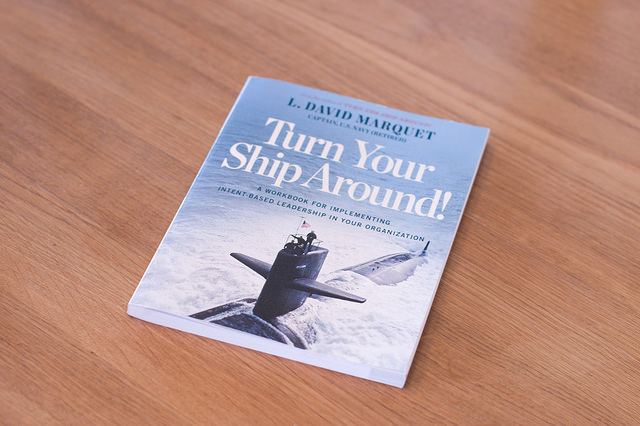 L. DAVID MARQUET
CAPTAIN, U.S. NAVY (RETIRED)
Turn Your
Ship Around!
A WORKBOOK FOR IMPLEMENTING
INTENT-BASED LEADERSHIP IN YOUR ORGANIZATION